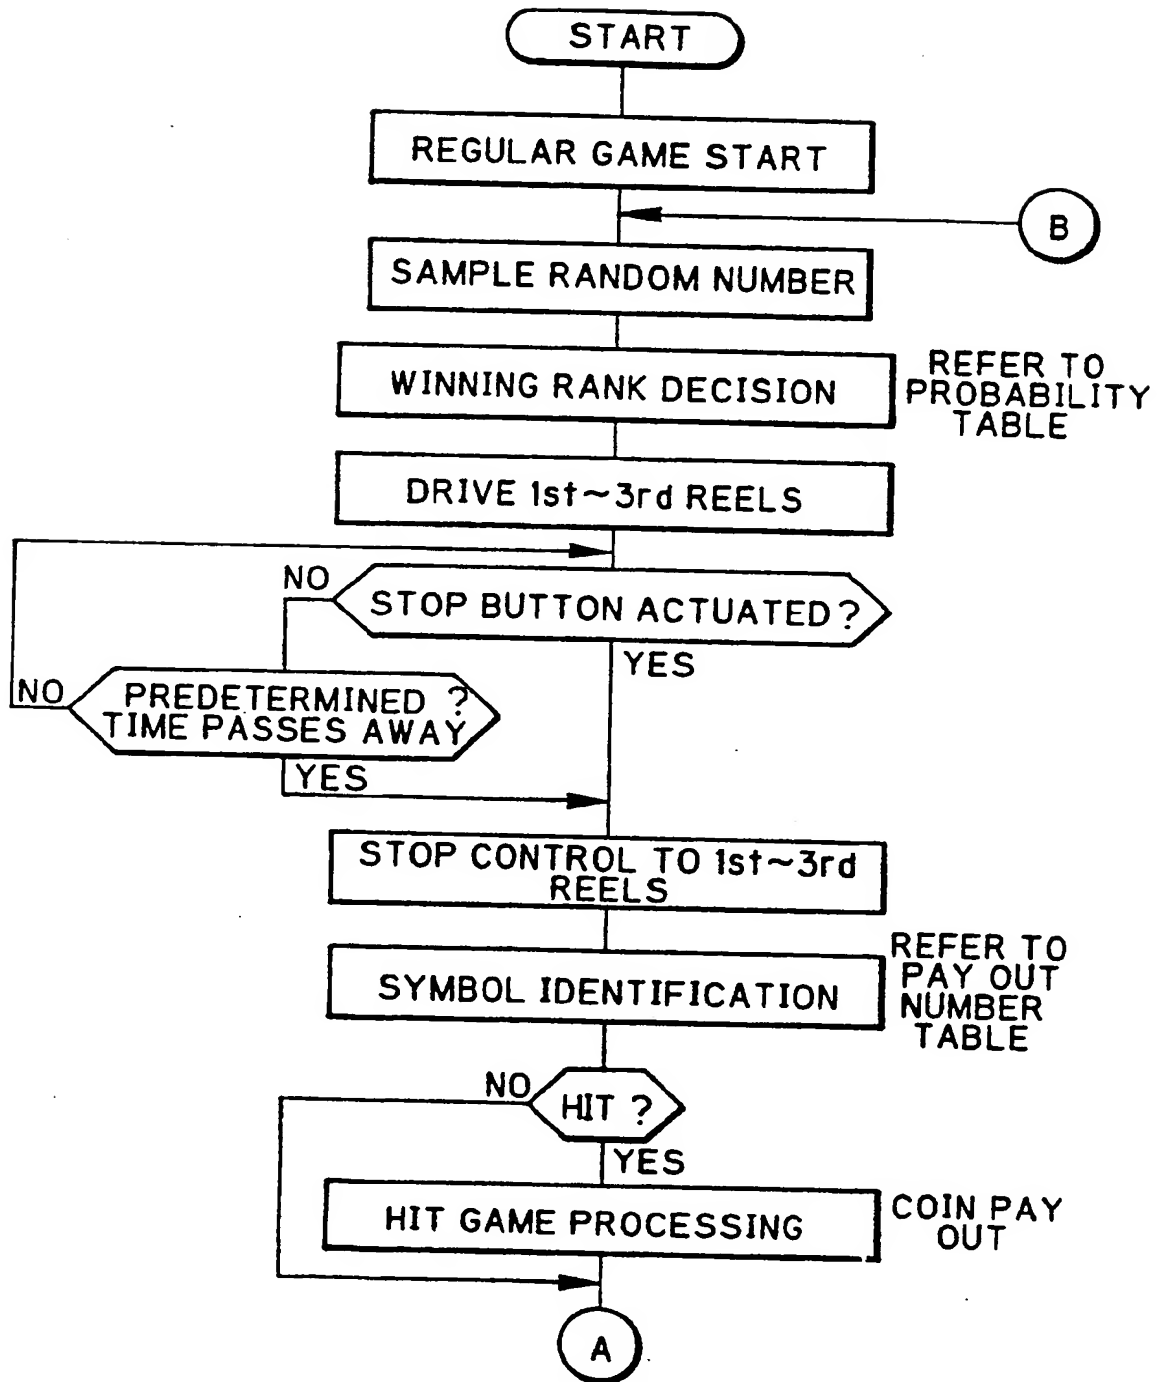 START
REGULAR GAME START
B
SAMPLE RANDOM NUMBER
WINNING RANK DECISION
REFER TO
PROBABILITY
TABLE
DRIVE 1st~3rd REELS
NO
STOP BUTTON ACTUATED?
YES
NO
PREDETERMINED ?
TIME PASSES AWAY
YES
STOP CONTROL TO 1st~3rd
REELS
SYMBOL IDENTIFICATION
REFER TO
PAY OUT
NUMBER
TABLE
NO
HIT ?
YES
HIT GAME PROCESSING
COIN PAY
OUT
A